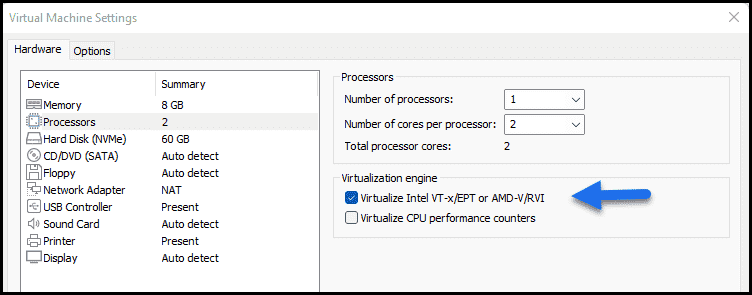 Virtual Machine Settings
Hardware Options
Device Summary
Memory 8 GB
Processors 2
Hard Disk (NVMe) 60 GB
CD/DVD (SATA) Auto detect
Floppy Auto detect
Network Adapter NAT
USB Controller Present
Sound Card Auto detect
Printer Present
Display Auto detect
Processors
Number of processors: 1
Number of cores per processor: 2
Total processor cores: 2
Virtualization engine
Virtualize Intel VT-x/EPT or AMD-V/RVI
Virtualize CPU performance counters